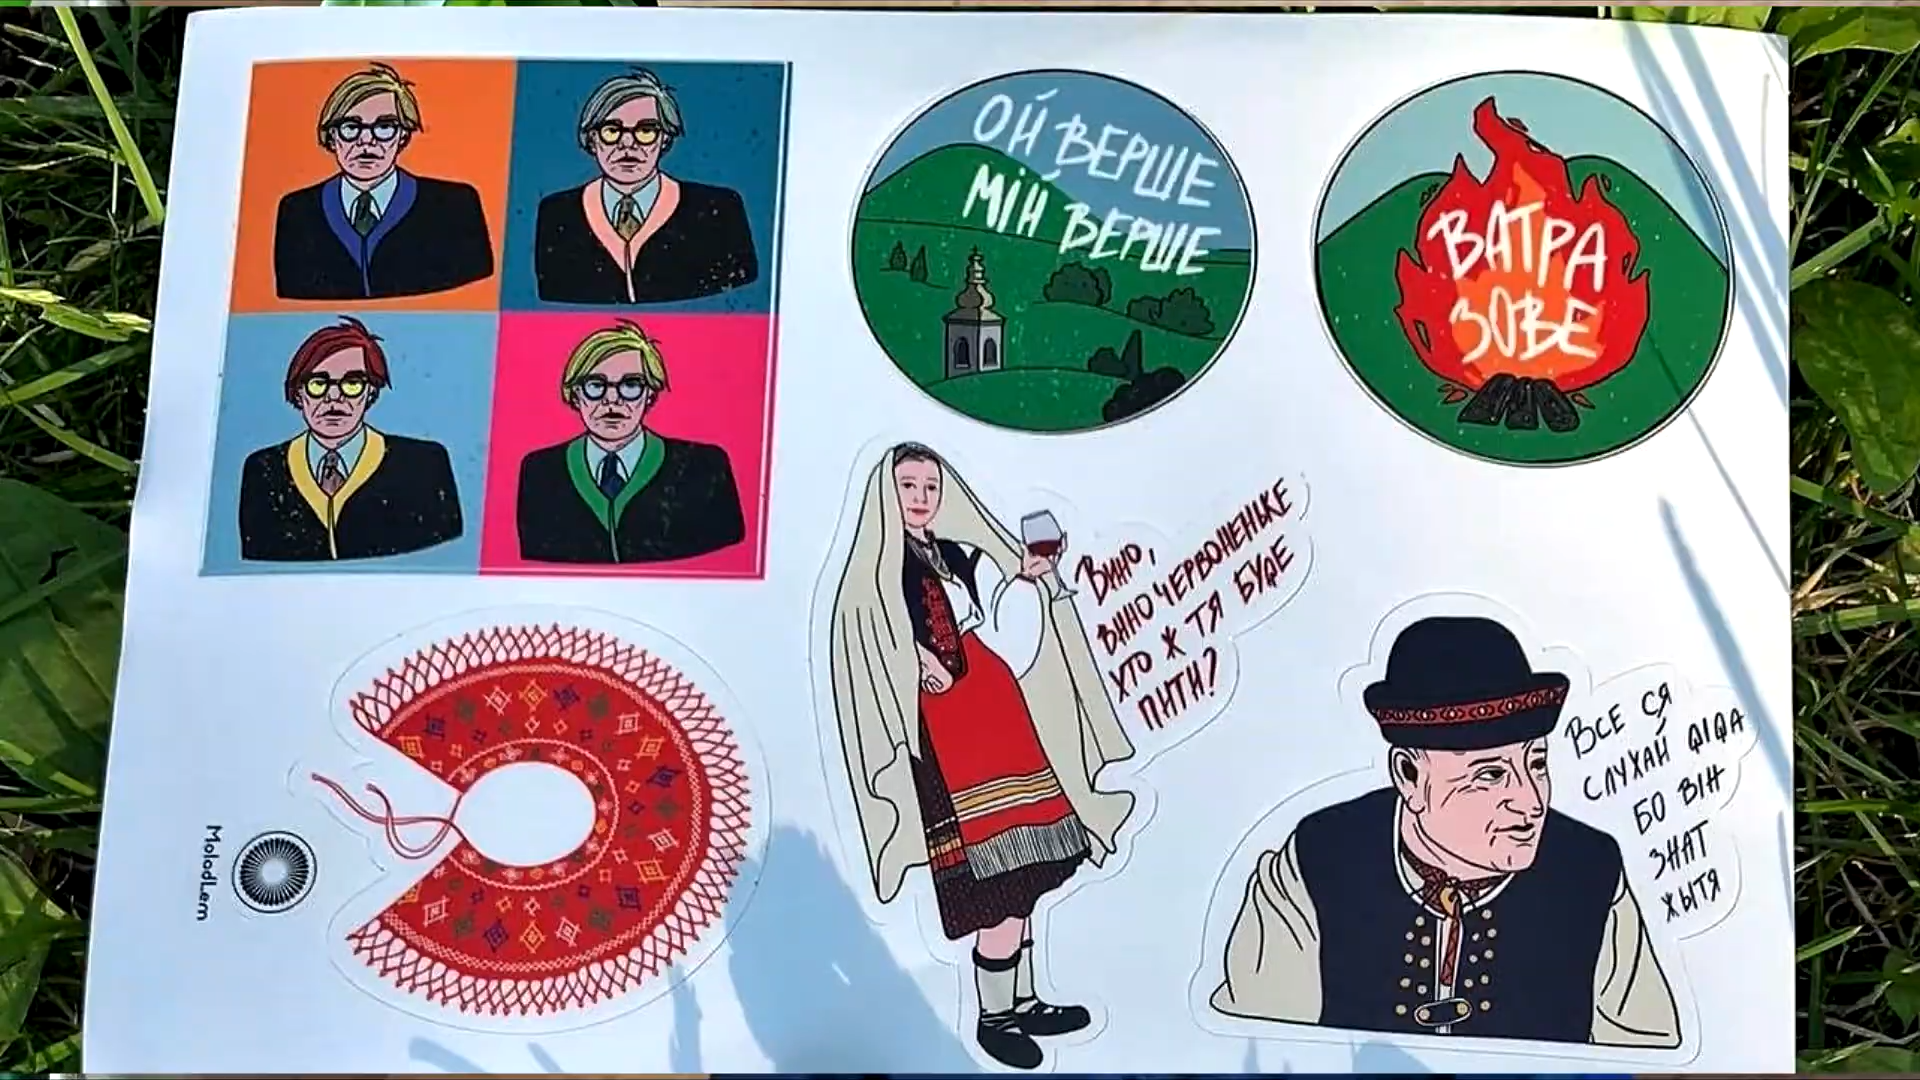 ОЙ ВЕРШЕ
МІЙ ВЕРШЕ
ВАТРА
ЗОВЕ
ВИНО,
ВИНО ЧЕРВОНЕНЬКЕ
ХТО Ж ТЯ БУДЕ
ПИТИ?
ВСЕ СЯ
СЛУХАЙ ДІДА
БО ВІН
ЗНАТ
ЖЫТЯ
MolodLem